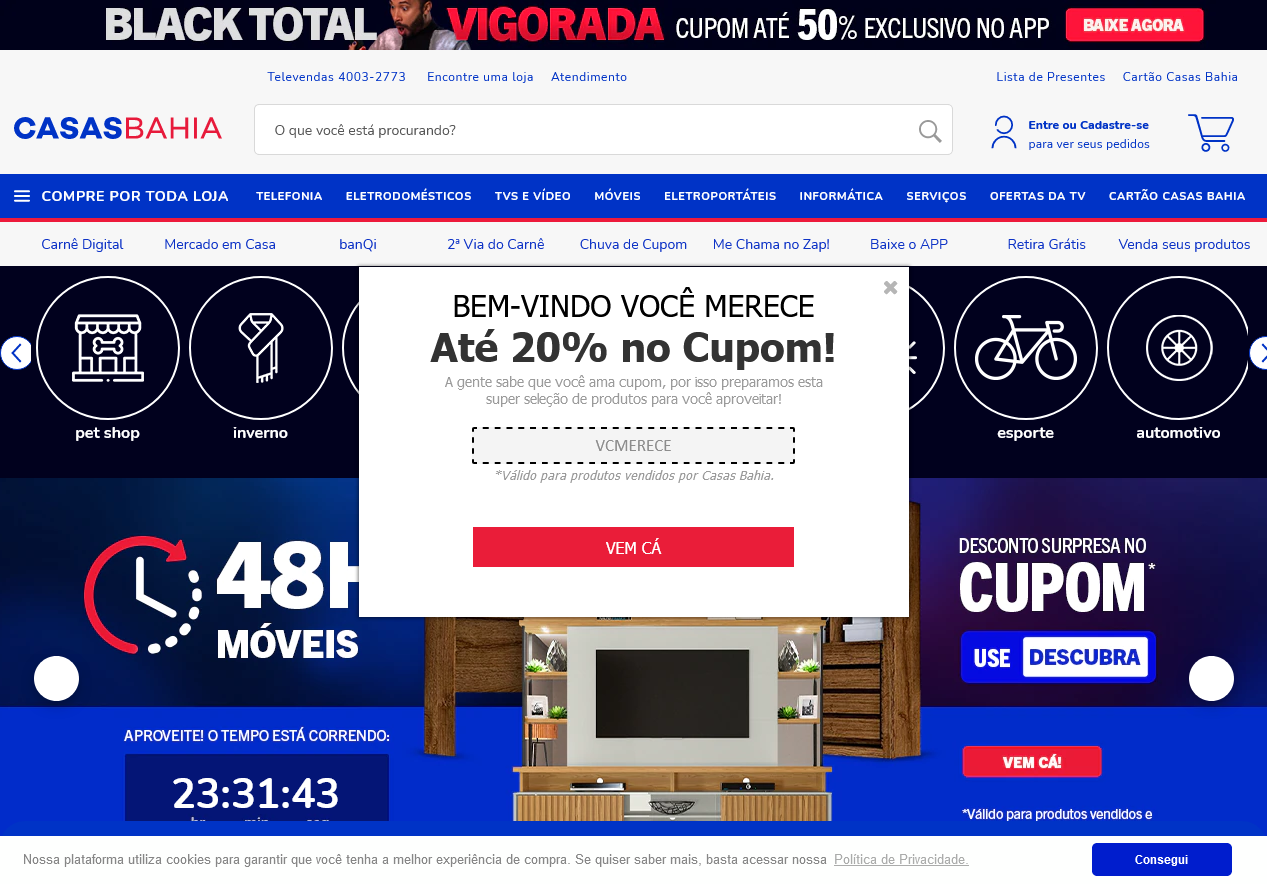 BLACK TOTAL VIGORADA CUPOM ATÉ 50% EXCLUSIVO NO APP BAIXE AGORA
Televendas 4003-2773 Encontre uma loja Atendimento Lista de Presentes Cartão Casas Bahia
CASASBAHIA
O que você está procurando?
Entre ou Cadastre-se
para ver seus pedidos
COMPRE POR TODA LOJA TELEFONIA ELETRODOMÉSTICOS TVS E VÍDEO MÓVEIS ELETROPORTÁTEIS INFORMÁTICA SERVIÇOS OFERTAS DA TV CARTÃO CASAS BAHIA
Carnê Digital Mercado em Casa banQi 2ª Via do Carnê Chuva de Cupom Me Chama no Zap! Baixe o APP Retira Grátis Venda seus produtos
BEM-VINDO VOCÊ MERECE
Até 20% no Cupom!
A gente sabe que você ama cupom, por isso preparamos esta
super seleção de produtos para você aproveitar!
VCMERECE
*Válido para produtos vendidos por Casas Bahia.
VEM CÁ
pet shop inverno esporte automotivo
48H
MÓVEIS
DESCONTO SURPRESA NO
CUPOM*
USE DESCUBRA
APROVEITE! O TEMPO ESTÁ CORRENDO:
23:31:43
hr min seg
VEM CÁ!
*Válido para produtos vendidos e
Nossa plataforma utiliza cookies para garantir que você tenha a melhor experiência de compra. Se quiser saber mais, basta acessar nossa Política de Privacidade.
Consegui